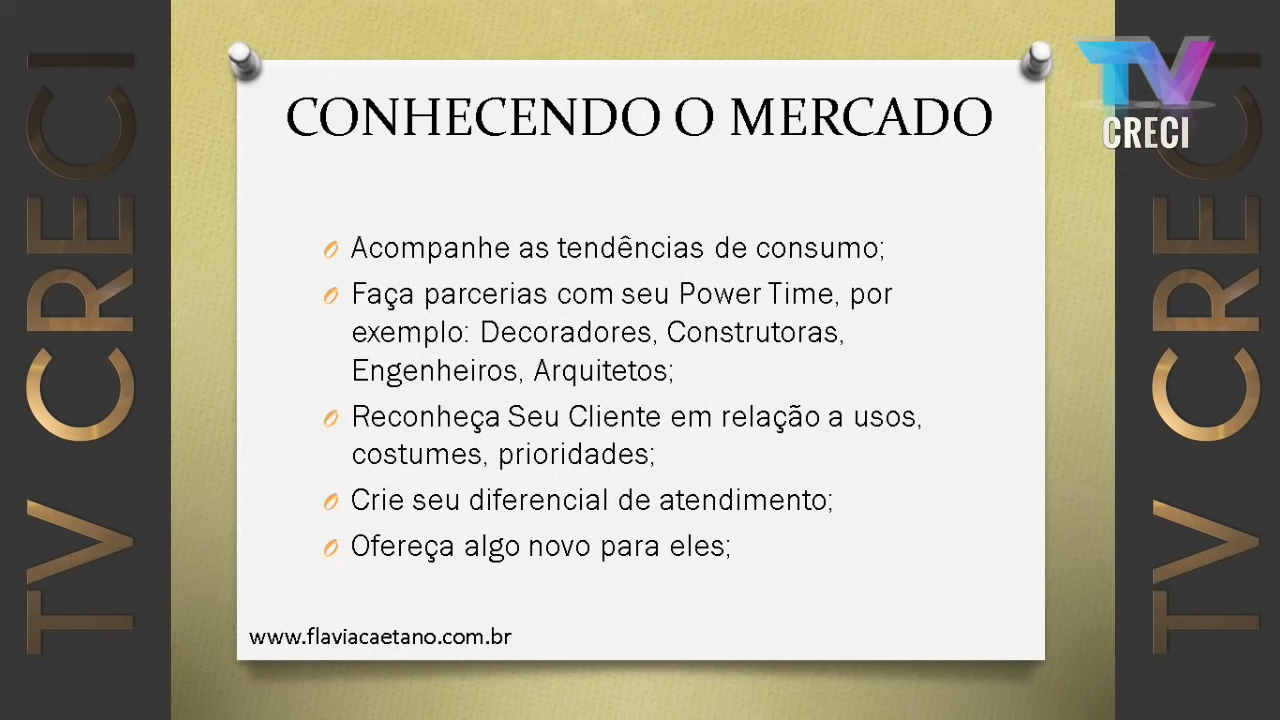 TV CRECI
TV
CRECI
TV CRECI
CONHECENDO O MERCADO
Acompanhe as tendências de consumo;
Faça parcerias com seu Power Time, por
exemplo: Decoradores, Construtoras,
Engenheiros, Arquitetos;
Reconheça Seu Cliente em relação a usos,
costumes, prioridades;
Crie seu diferencial de atendimento;
Ofereça algo novo para eles;
www.flaviacaetano.com.br